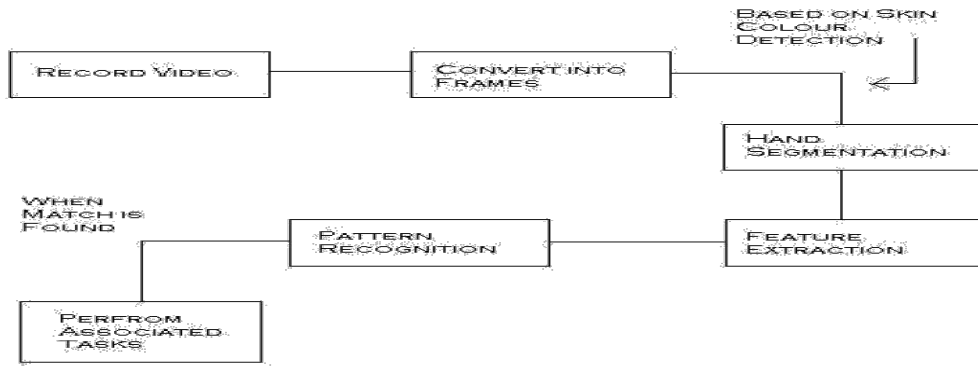 Based on Skin
Colour
Detection
Record Video
Convert into
Frames
Hand
Segmentation
When
Match is
Found
Pattern
Recognition
Feature
Extraction
Perfrom
Associated
Tasks